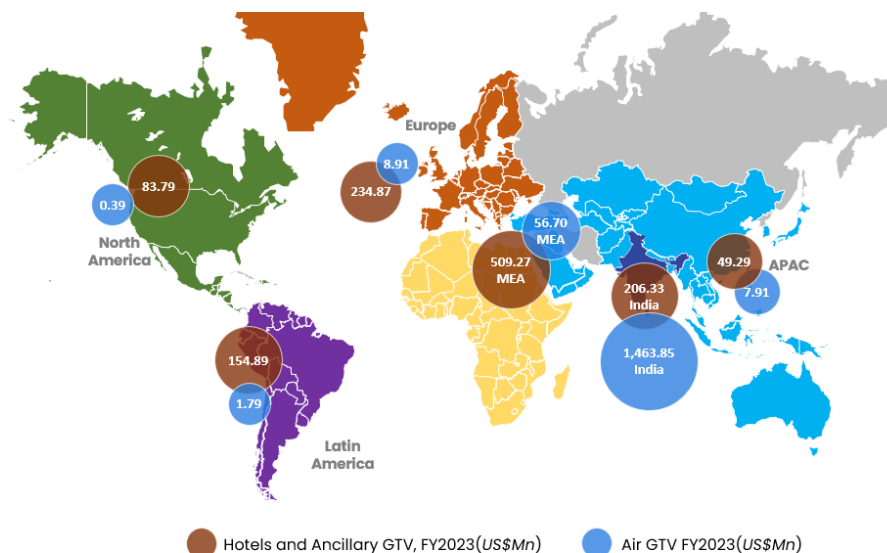 Europe
8.91
234.87
83.79
0.39
North
America
56.70
MEA
509.27
MEA
49.29
APAC
7.91
206.33
India
1,463.85
India
154.89
1.79
Latin
America
Hotels and Ancillary GTV, FY2023(US$Mn)
Air GTV FY2023(US$Mn)